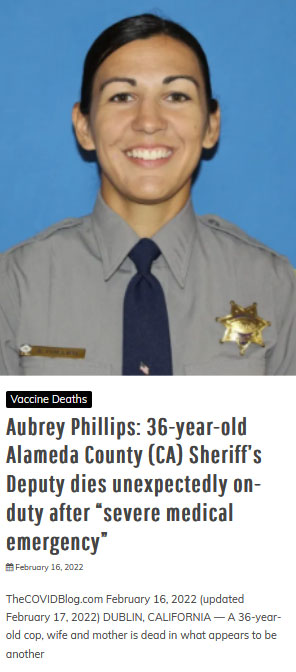 Vaccine Deaths
Aubrey Phillips: 36-year-old
Alameda County (CA) Sheriff's
Deputy dies unexpectedly on-
duty after “severe medical
emergency”
February 16, 2022
TheCOVIDBlog.com February 16, 2022 (updated
February 17, 2022) DUBLIN, CALIFORNIA — A 36-year-
old cop, wife and mother is dead in what appears to be
another